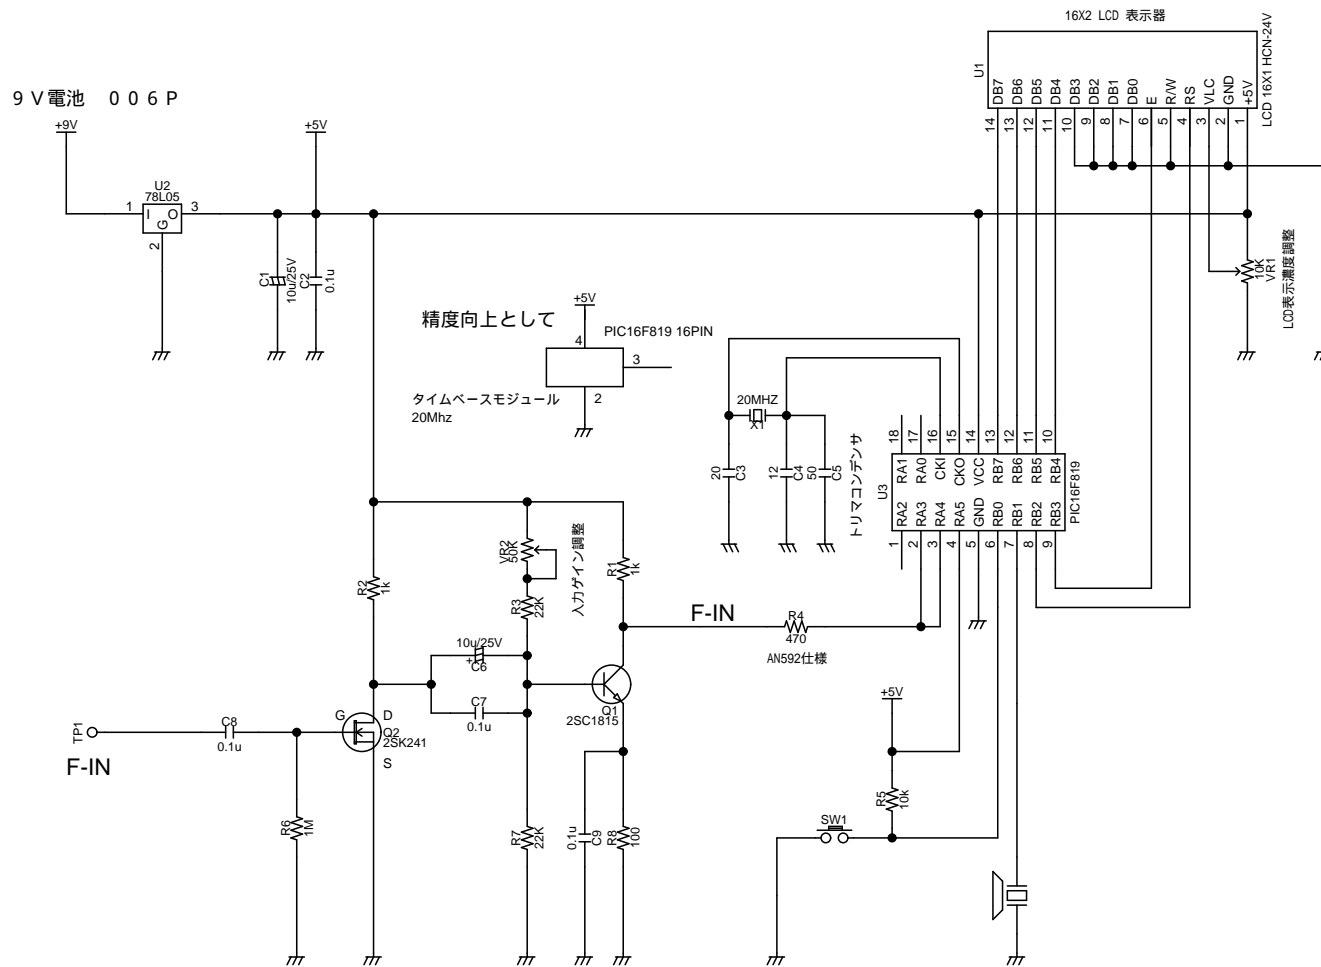 16X2 LCD 表示器
U1
DB7
DB6
DB5
DB4
DB3
DB2
DB1
DB0
E
R/W
RS
VLC
GND
+5V
LCD 16X1 HCN-24V
14
13
12
11
10
9
8
7
6
5
4
3
2
1
9V電池 006P
+9V
+5V
U2
78L05
1
I
O
G
3
2
C1
10u/25V
C2
0.1u
10K
VR1
LCD表示濃度調整
精度向上として
+5V
4
PIC16F819 16PIN
3
2
タイムベースモジュール
20Mhz
20MHZ
X1
20
C3
12
C4
50
C5
トリマコンデンサ
18
17
16
15
14
13
12
11
10
RA1
RA0
CKI
CKO
VCC
RB7
RB6
RB5
RB4
U3
PIC16F819
RA2
RA3
RA4
RA5
GND
RB0
RB1
RB2
RB3
1
2
3
4
5
6
7
8
9
R2
1k
VR2
50K
入力ゲイン調整
R3
22K
R1
1k
F-IN
R4
470
AN592仕様
10u/25V
+
C6
C7
0.1u
Q1
2SC1815
TP1
F-IN
C8
0.1u
G
D
Q2
2SK241
S
R6
1M
R7
22K
0.1u
C9
R8
100
+5V
R5
10k
SW1